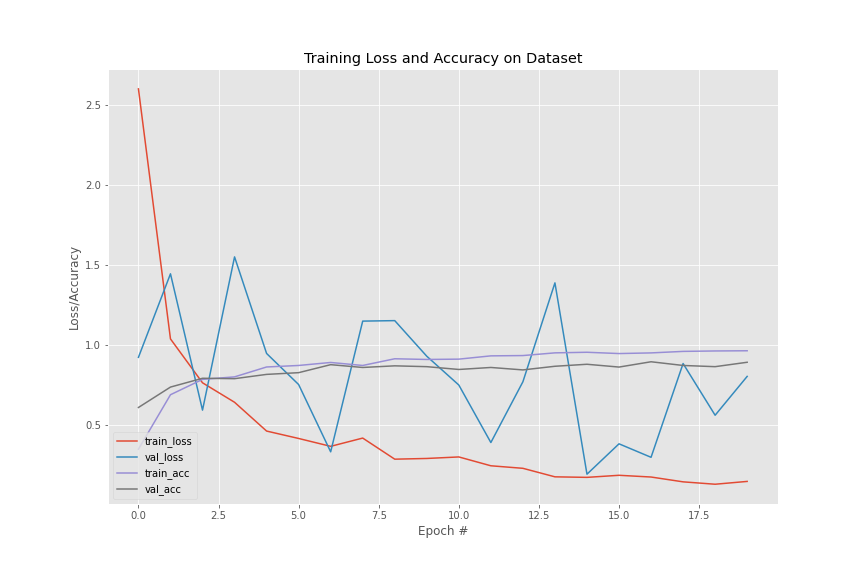 Training Loss and Accuracy on Dataset
Loss/Accuracy
2.5
2.0
1.5
1.0
0.5
train_loss
val_loss
train_acc
val_acc
0.0 2.5 5.0 7.5 10.0 12.5 15.0 17.5
Epoch #